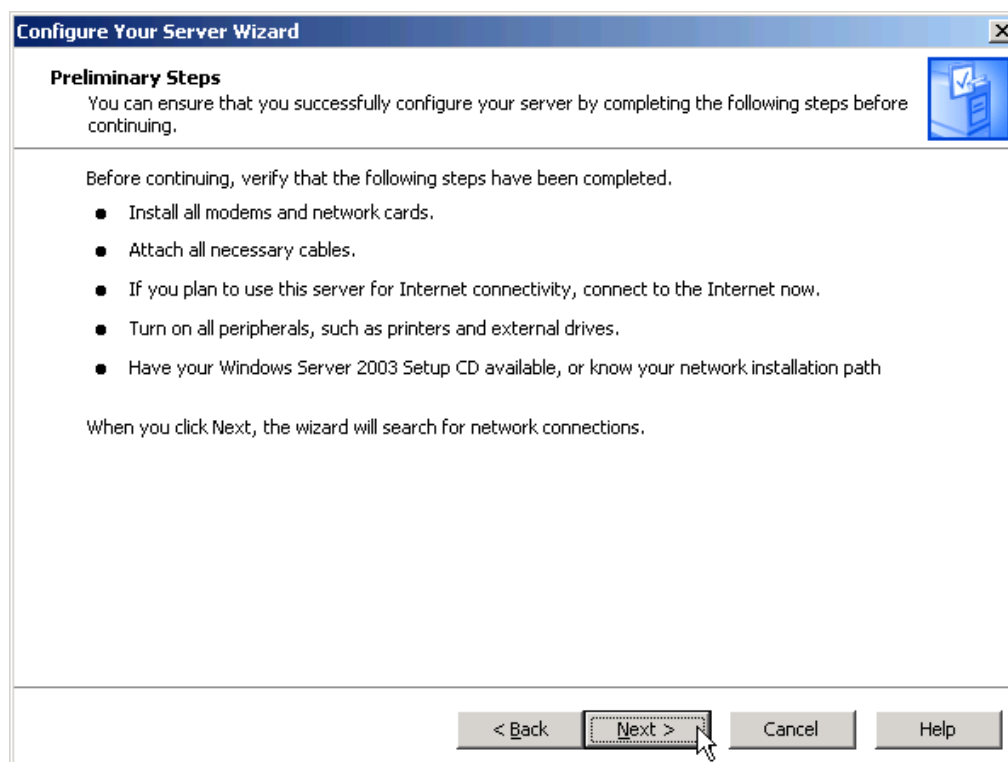 Configure Your Server Wizard
Preliminary Steps
You can ensure that you successfully configure your server by completing the following steps before
continuing.
Before continuing, verify that the following steps have been completed.
Install all modems and network cards.
Attach all necessary cables.
If you plan to use this server for Internet connectivity, connect to the Internet now.
Turn on all peripherals, such as printers and external drives.
Have your Windows Server 2003 Setup CD available, or know your network installation path
When you click Next, the wizard will search for network connections.
< Back Next > Cancel Help